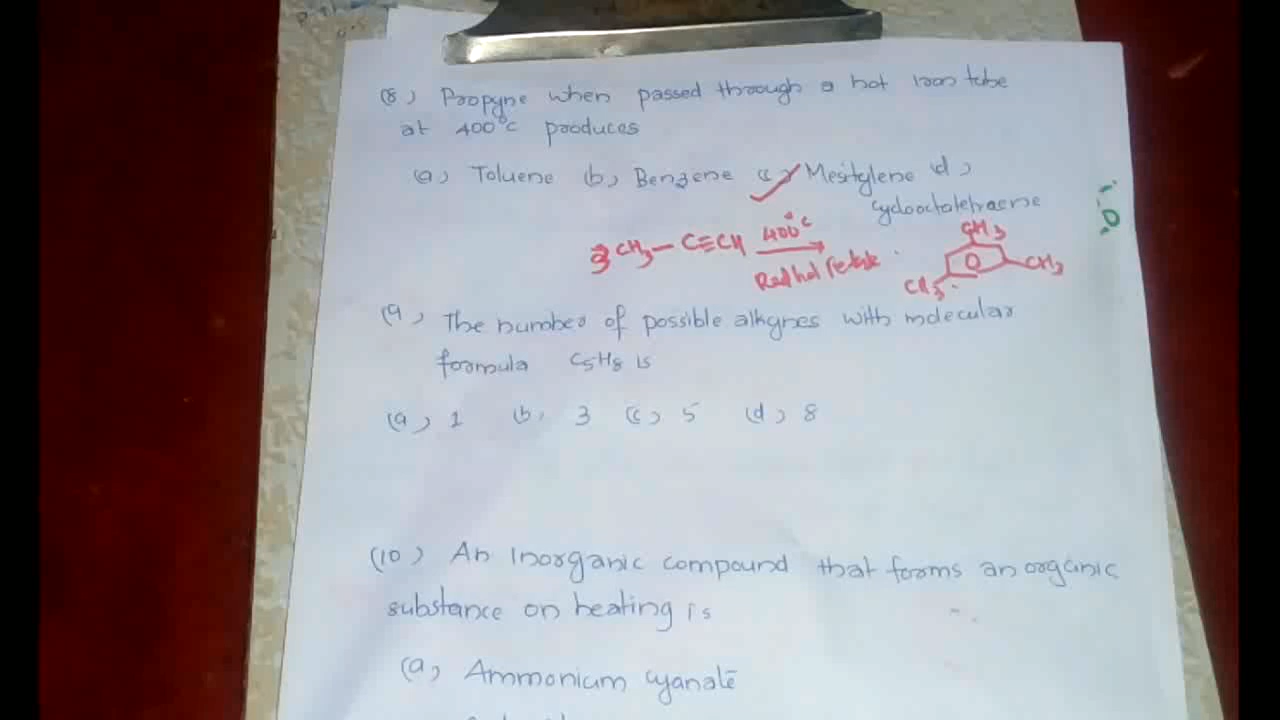 (8) Propyne when passed through a hot iron tube
at 400°C produces
(a) Toluene (b) Benzene (c) Mesitylene (d)
cyclooctatetraene
3CH3-C≡CH 400°C
Red hot
CH3
CH3
CH3
(9) The number of possible alkynes with molecular
formula C5H8 is
(a) 1 (b) 3 (c) 5 (d) 8
(10) An Inorganic compound that forms an organic
substance on heating is
(a) Ammonium cyanate